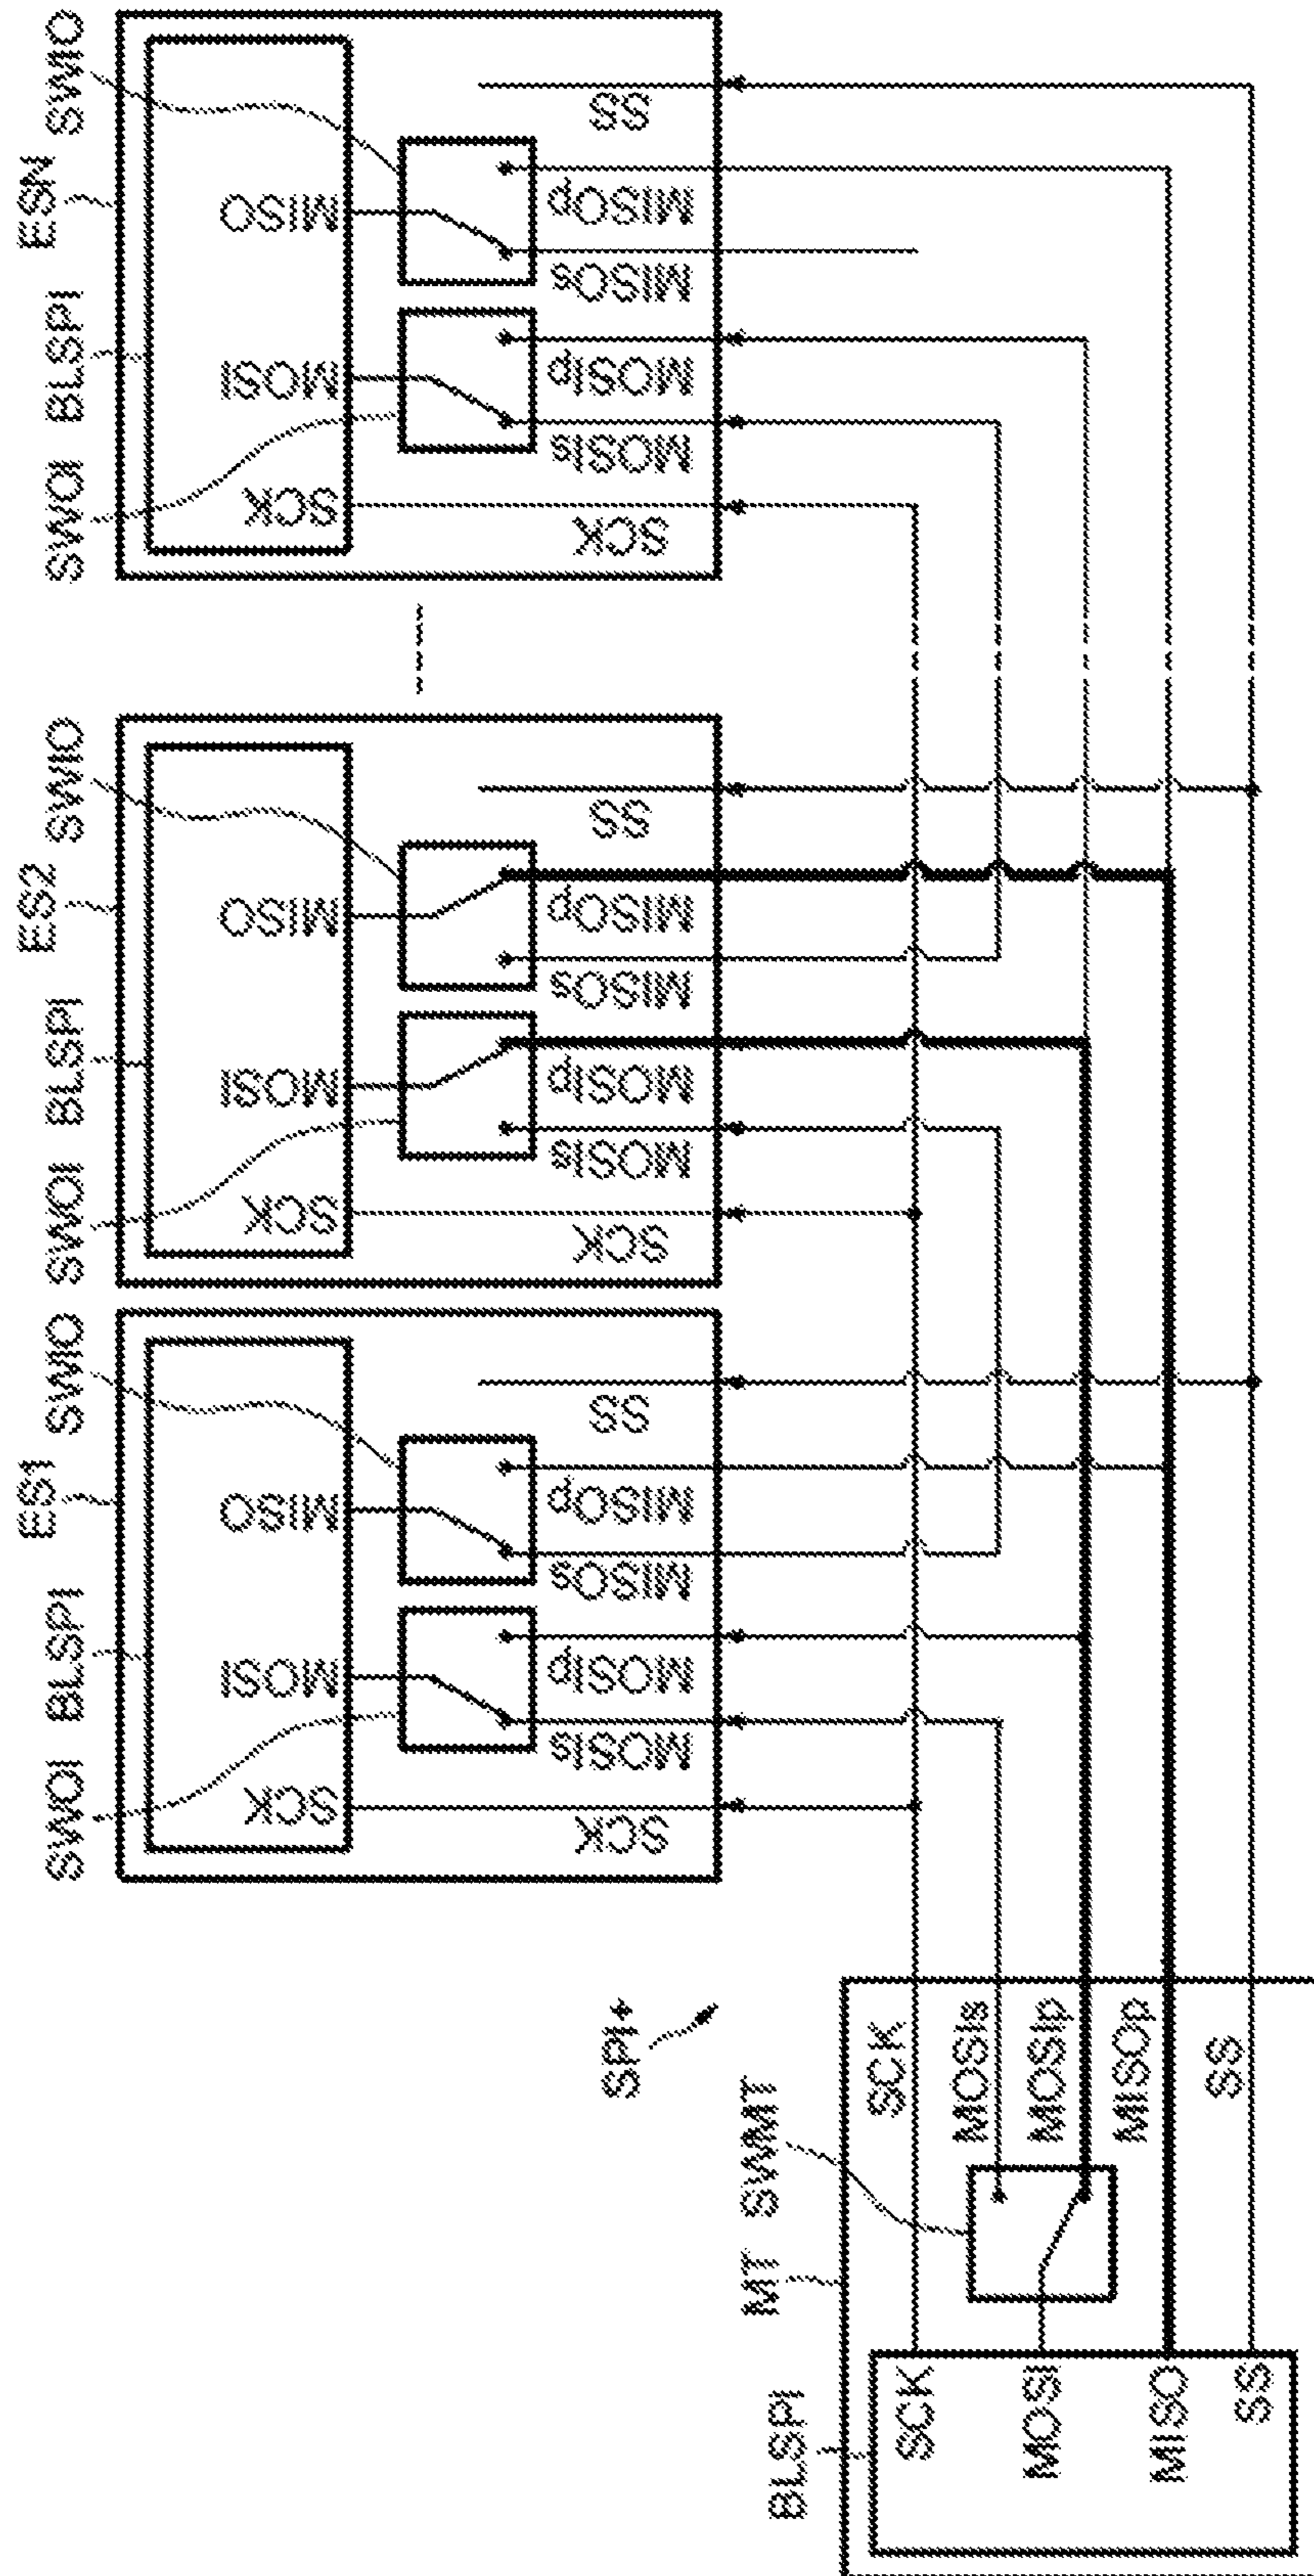 SWOI BLSPI ES1 SWIO
SCK MOSI MISO
SCK MOSIs MOSIp MISOs MISOp SS
SWOI BLSPI ES2 SWIO
SCK MOSI MISO
SCK MOSIs MOSIp MISOs MISOp SS
SWOI BLSPI ESN SWIO
SCK MOSI MISO
SCK MOSIs MOSIp MISOs MISOp SS
SPI+
BLSPI MT SWMT
SCK SCK
MOSIs
MOSI MOSIp
MISO MISOp
SS SS